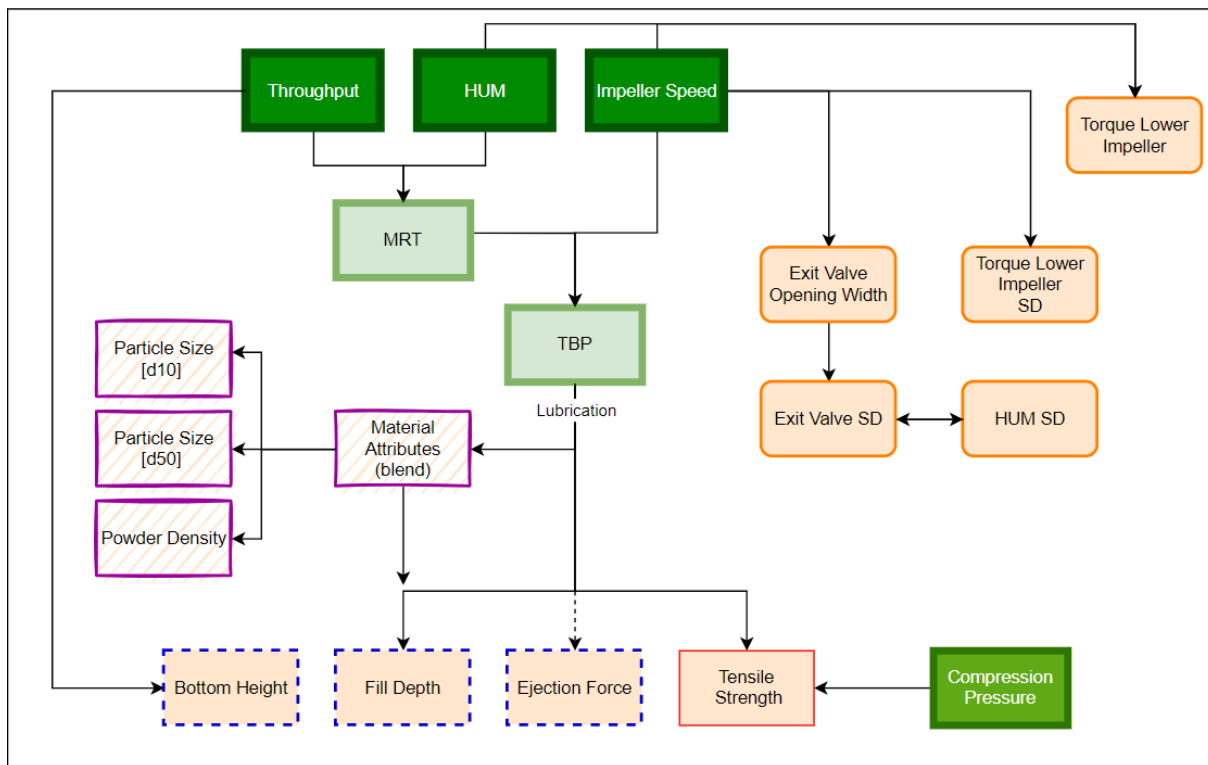 Throughput
HUM
Impeller Speed
Torque Lower
Impeller
MRT
Exit Valve
Opening Width
Torque Lower
Impeller
SD
TBP
Particle Size
[d10]
Lubrication
Particle Size
[d50]
Material
Attributes
(blend)
Exit Valve SD
HUM SD
Powder Density
Bottom Height
Fill Depth
Ejection Force
Tensile
Strength
Compression
Pressure